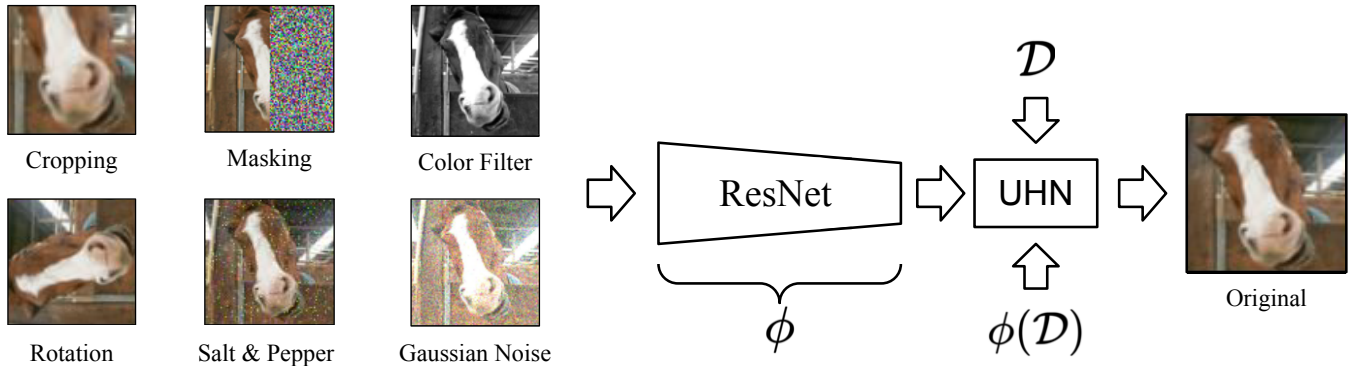 Cropping
Masking
Color Filter
Rotation
Salt & Pepper
Gaussian Noise
ResNet
ϕ
𝒟
UHN
ϕ(𝒟)
Original